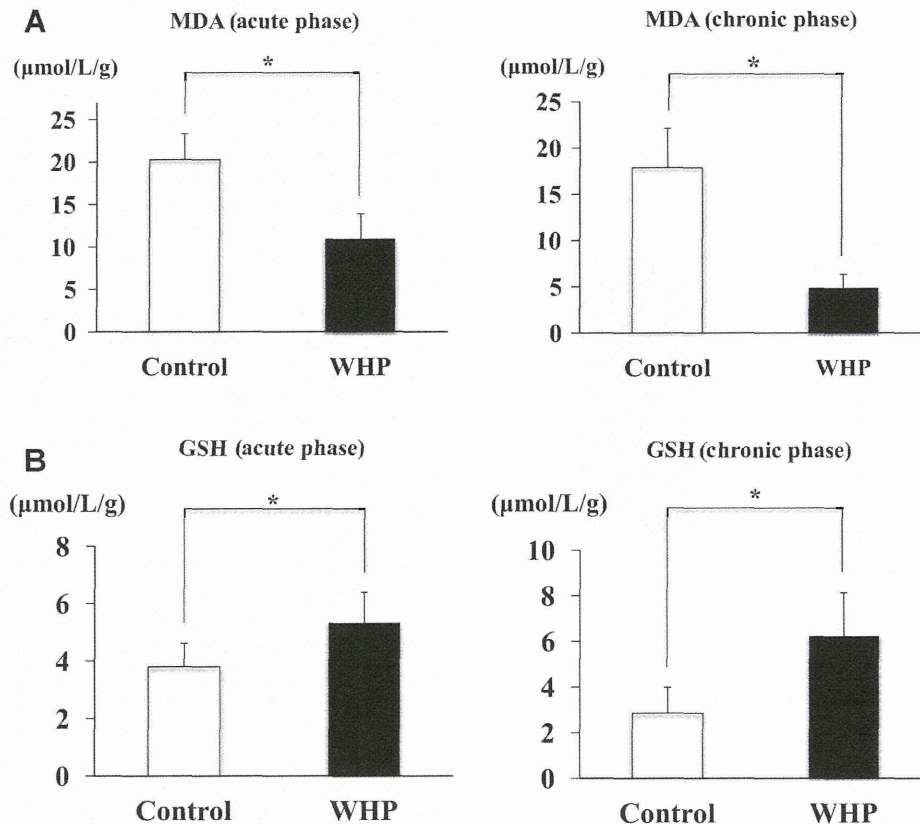 A
MDA (acute phase)
MDA (chronic phase)
(µmol/L/g)
(µmol/L/g)
*
*
25
20
15
10
5
0
25
20
15
10
5
0
Control
WHP
Control
WHP
B
GSH (acute phase)
GSH (chronic phase)
(µmol/L/g)
(µmol/L/g)
*
*
8
6
4
2
0
10
8
6
4
2
0
Control
WHP
Control
WHP